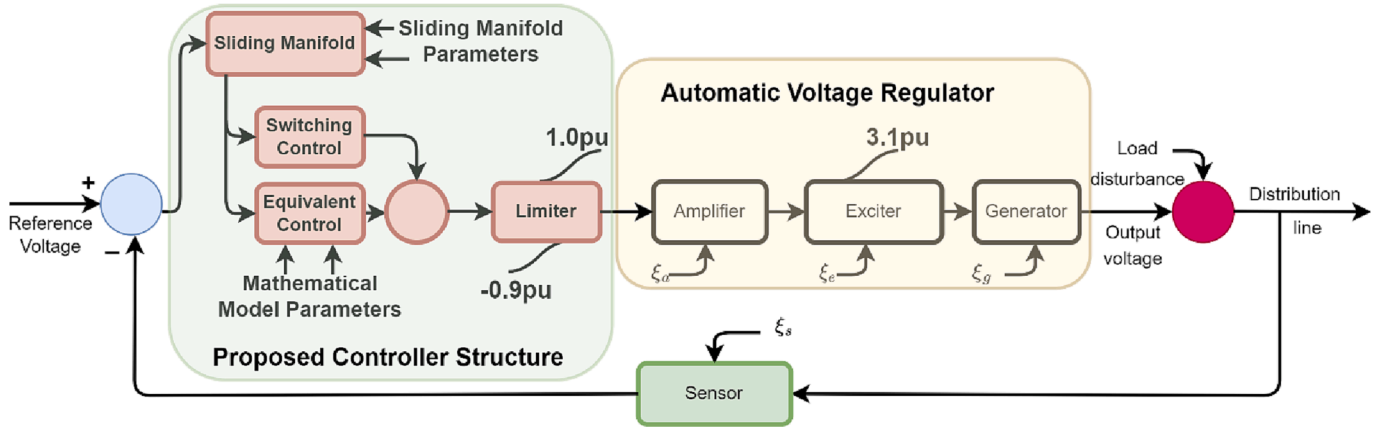 Sliding Manifold
Sliding Manifold
Parameters
Switching
Control
1.0pu
Automatic Voltage Regulator
3.1pu
Load
disturbance
+
Reference
Voltage
−
Equivalent
Control
Limiter
Amplifier
Exciter
Generator
Output
voltage
Distribution
line
Mathematical
Model Parameters
-0.9pu
ξa
ξe
ξg
Proposed Controller Structure
ξs
Sensor